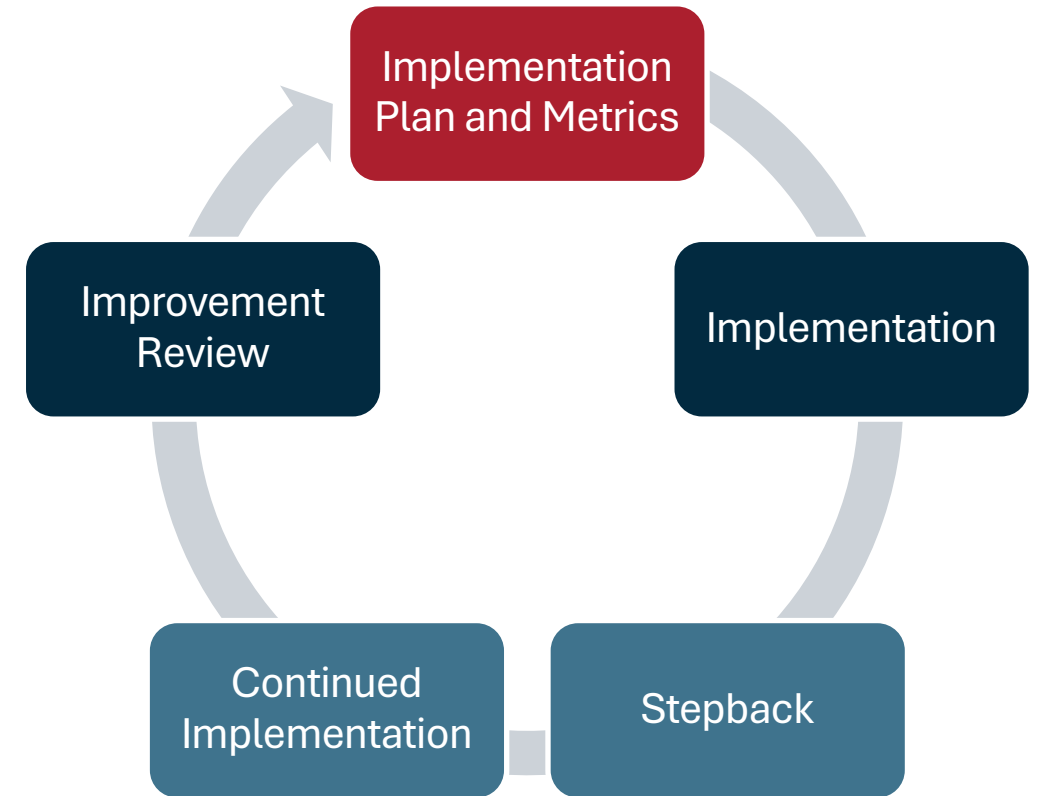 Implementation
Plan and Metrics
Implementation
Stepback
Continued
Implementation
Improvement
Review